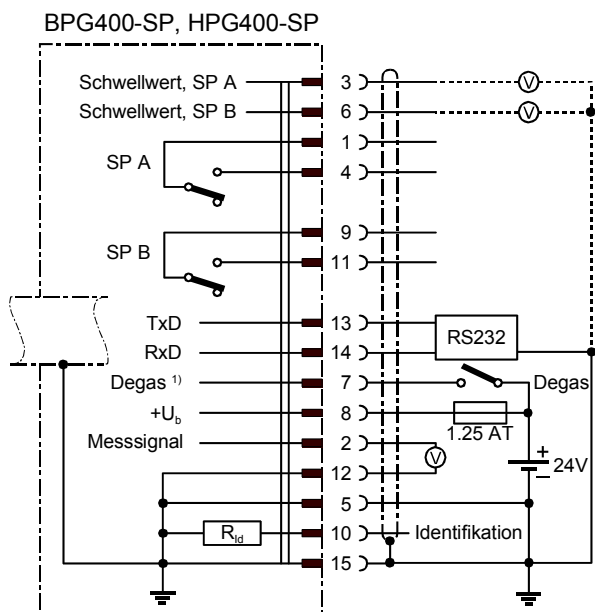 BPG400-SP, HPG400-SP
Schwellwert, SP A 3 V
Schwellwert, SP B 6 V
1
SP A
4
9
SP B
11
TxD 13
RS232
RxD 14
Degas 1) 7 Degas
+Ub 8
1.25 AT
Messsignal 2
V
+
24V
–
12
5
RId 10 Identifikation
15